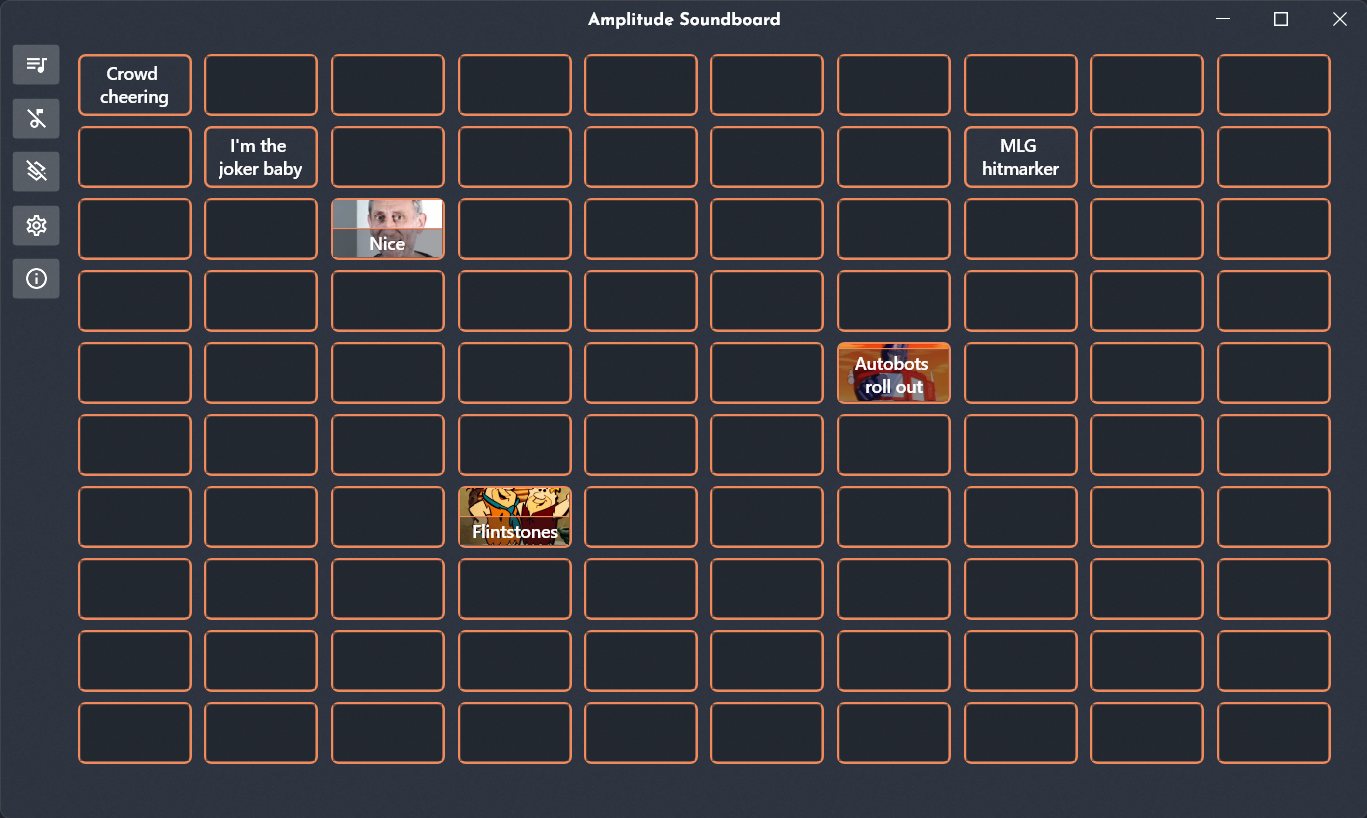 Amplitude Soundboard
Crowd
cheering
I'm the
joker baby
MLG
hitmarker
Nice
Autobots
roll out
Flintstones